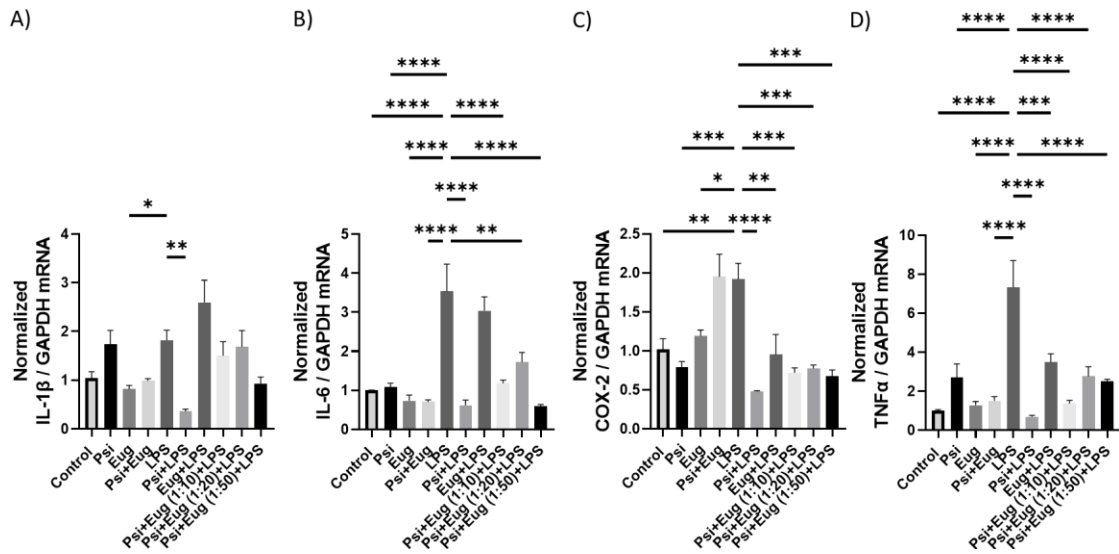 A)
*
**
Normalized
IL-1β / GAPDH mRNA
4
3
2
1
0
Control
Psi
Eug
Psi+Eug
LPS
Psi+LPS
Eug+LPS
Psi+Eug (1:10)+LPS
Psi+Eug (1:20)+LPS
Psi+Eug (1:50)+LPS
B)
****
****
****
****
****
****
****
**
Normalized
IL-6 / GAPDH mRNA
5
4
3
2
1
0
Control
Psi
Eug
Psi+Eug
LPS
Psi+LPS
Eug+LPS
Psi+Eug (1:10)+LPS
Psi+Eug (1:20)+LPS
Psi+Eug (1:50)+LPS
C)
***
***
***
***
*
**
**
****
Normalized
COX-2 / GAPDH mRNA
2.5
2.0
1.5
1.0
0.5
0.0
Control
Psi
Eug
Psi+Eug
LPS
Psi+LPS
Eug+LPS
Psi+Eug (1:10)+LPS
Psi+Eug (1:20)+LPS
Psi+Eug (1:50)+LPS
D)
****
****
****
****
***
****
****
****
****
Normalized
TNFα / GAPDH mRNA
10
8
6
4
2
0
Control
Psi
Eug
Psi+Eug
LPS
Psi+LPS
Eug+LPS
Psi+Eug (1:10)+LPS
Psi+Eug (1:20)+LPS
Psi+Eug (1:50)+LPS